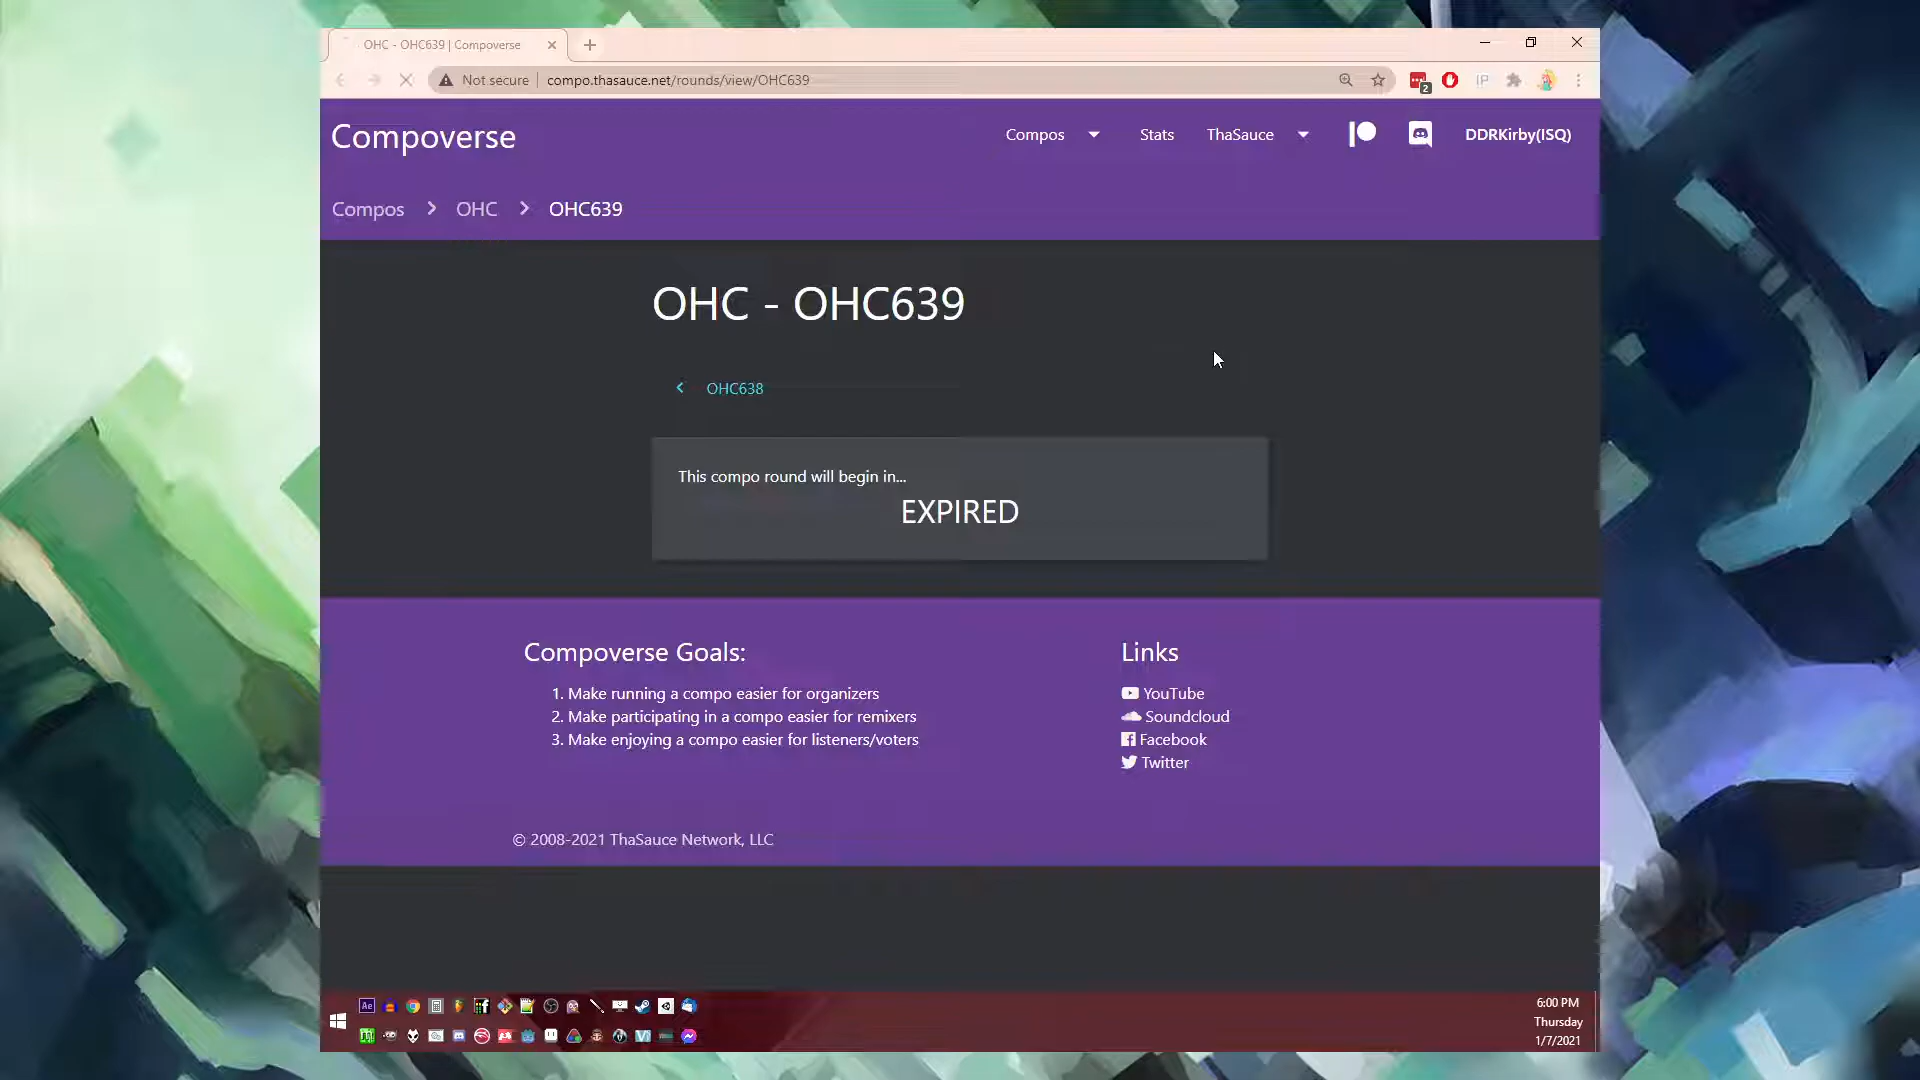 OHC - OHC639 | Compoverse
Not secure compo.thasauce.net/rounds/view/OHC639
2
IP
Compoverse
Compos Stats ThaSauce DDRKirby(ISQ)
Compos > OHC > OHC639
OHC - OHC639
OHC638
This compo round will begin in...
EXPIRED
Compoverse Goals:
1. Make running a compo easier for organizers
2. Make participating in a compo easier for remixers
3. Make enjoying a compo easier for listeners/voters
Links
YouTube
Soundcloud
Facebook
Twitter
© 2008-2021 ThaSauce Network, LLC
Ae
6:00 PM
Thursday
1/7/2021